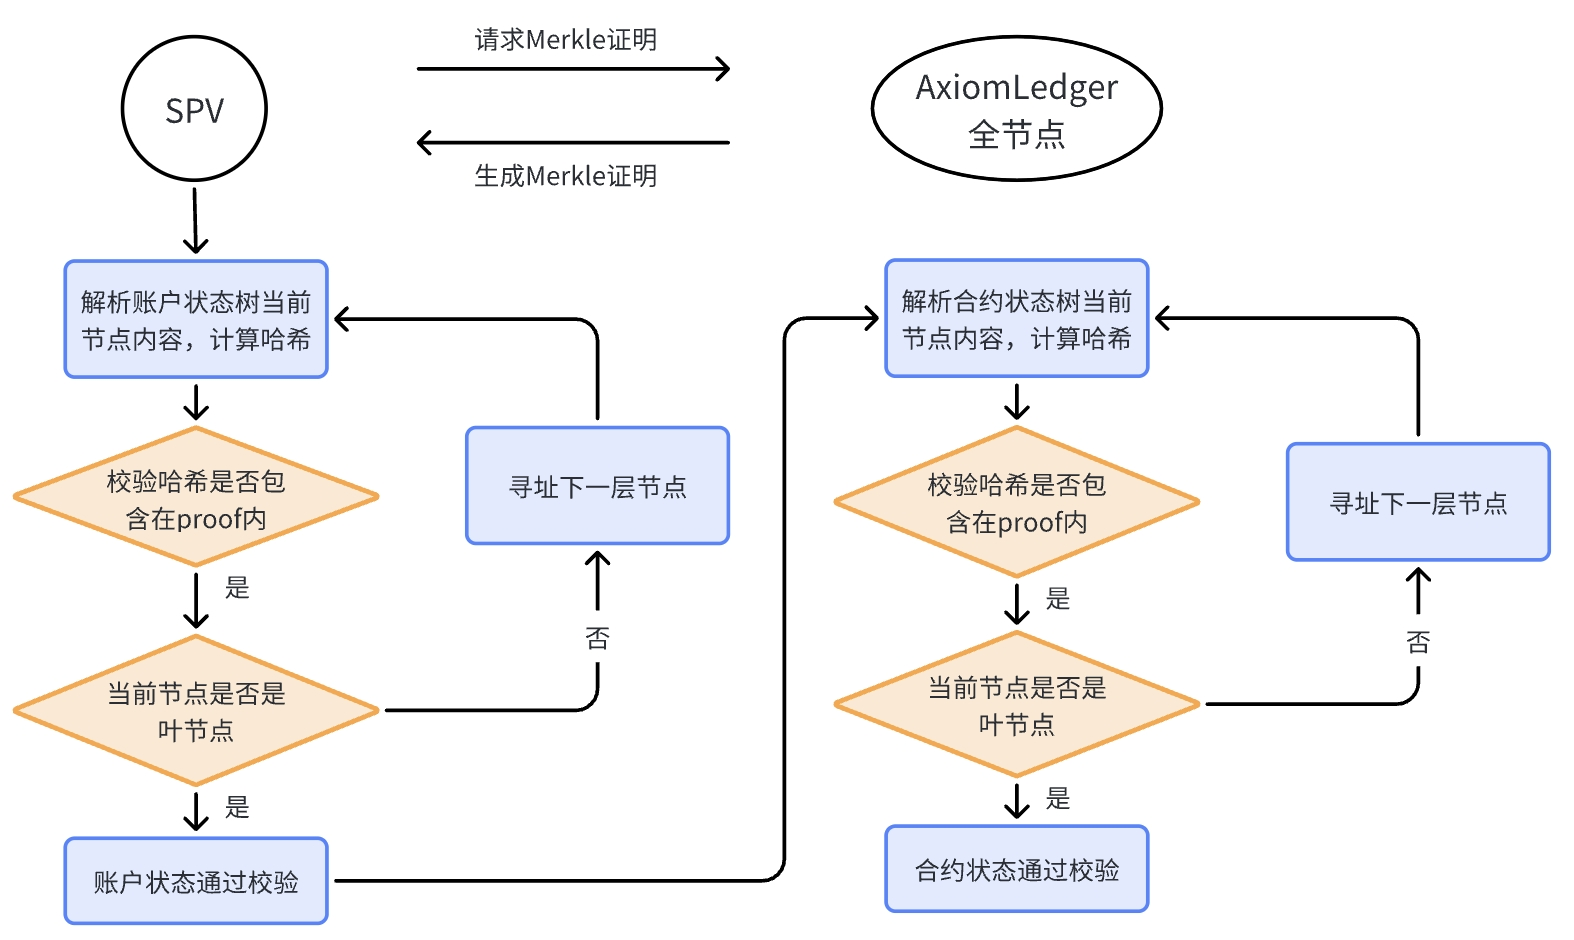 SPV
请求Merkle证明
生成Merkle证明
AxiomLedger
全节点
解析账户状态树当前
节点内容，计算哈希
校验哈希是否包
含在proof内
是
当前节点是否是
叶节点
否
寻址下一层节点
是
账户状态通过校验
解析合约状态树当前
节点内容，计算哈希
校验哈希是否包
含在proof内
是
当前节点是否是
叶节点
否
寻址下一层节点
是
合约状态通过校验